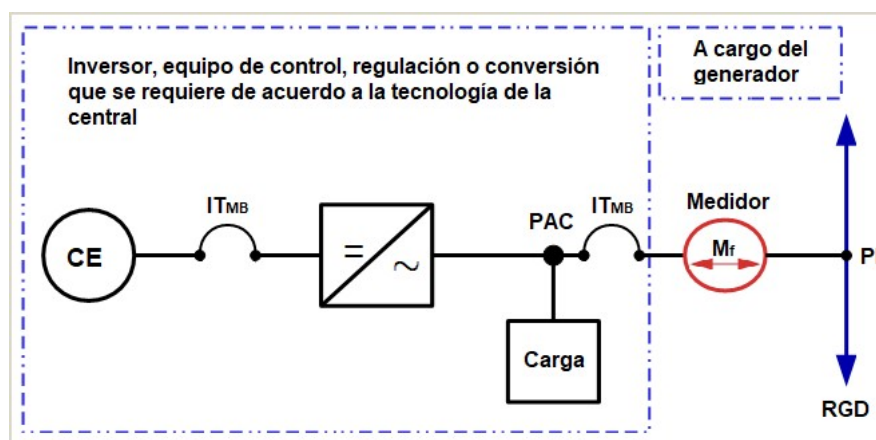 Inversor, equipo de control, regulación o conversión
que se requiere de acuerdo a la tecnología de la
central
A cargo del
generador
CE
ITMB
=
~
PAC
ITMB
Carga
Medidor
Mf
RGD